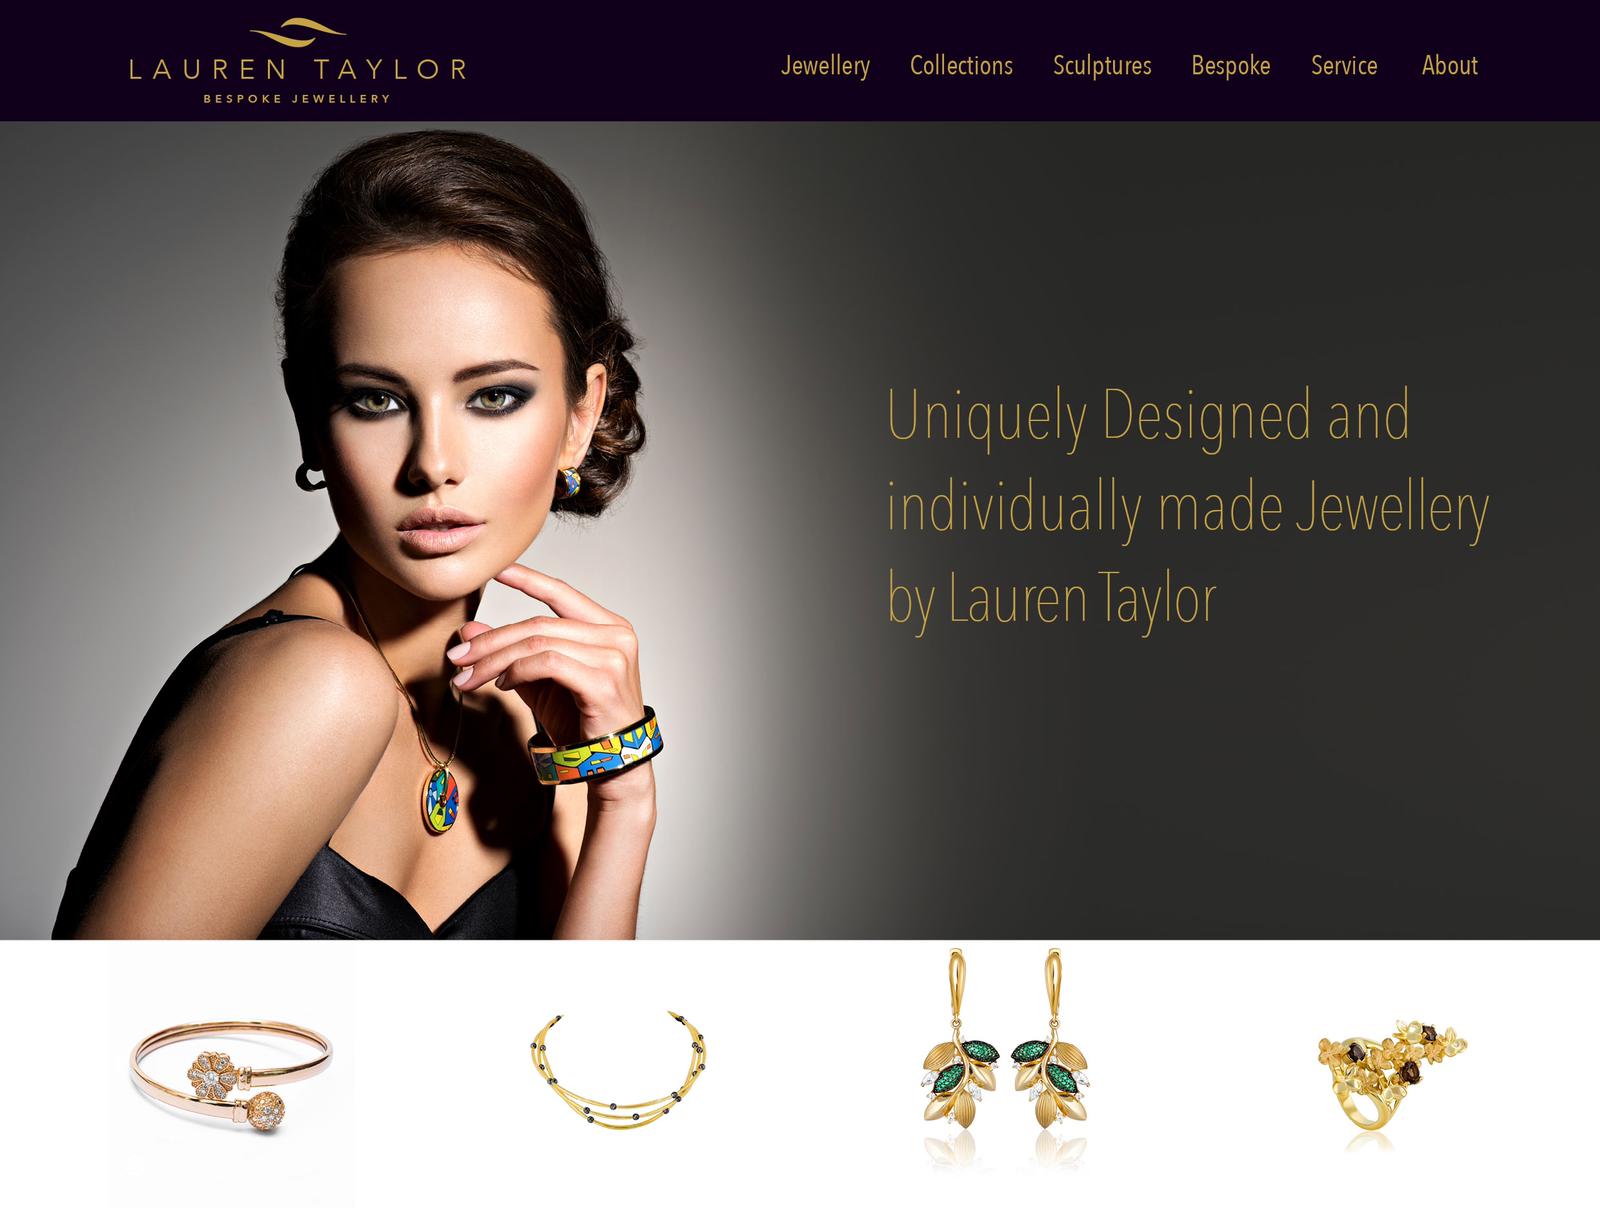 LAUREN TAYLOR
BESPOKE JEWELLERY
Jewellery Collections Sculptures Bespoke Service About
Uniquely Designed and
individually made Jewellery
by Lauren Taylor